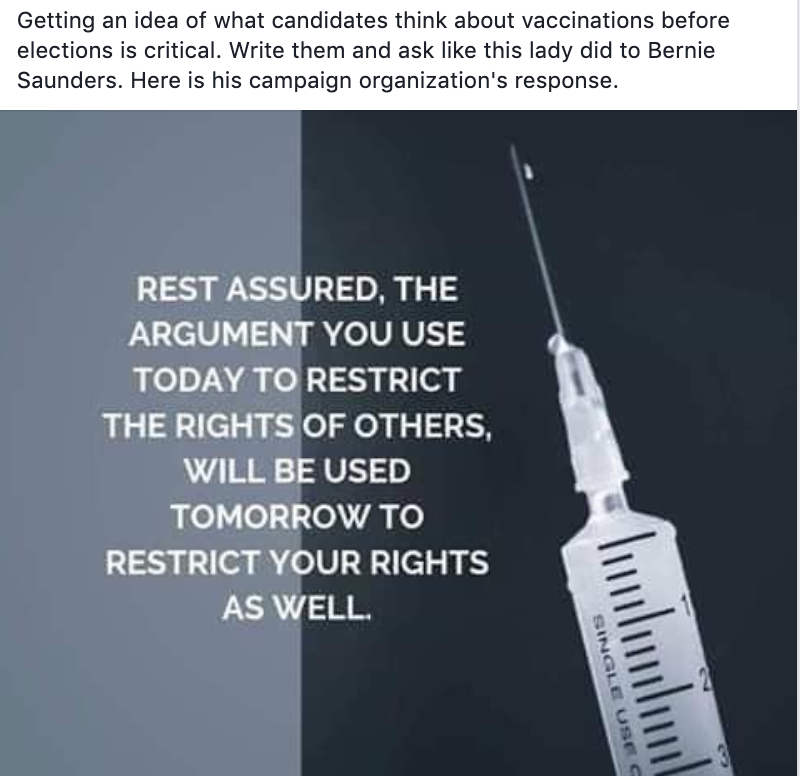 Getting an idea of what candidates think about vaccinations before
elections is critical. Write them and ask like this lady did to Bernie
Saunders. Here is his campaign organization's response.
REST ASSURED, THE
ARGUMENT YOU USE
TODAY TO RESTRICT
THE RIGHTS OF OTHERS,
WILL BE USED
TOMORROW TO
RESTRICT YOUR RIGHTS
AS WELL.
1
2
3
SINGLE USE O